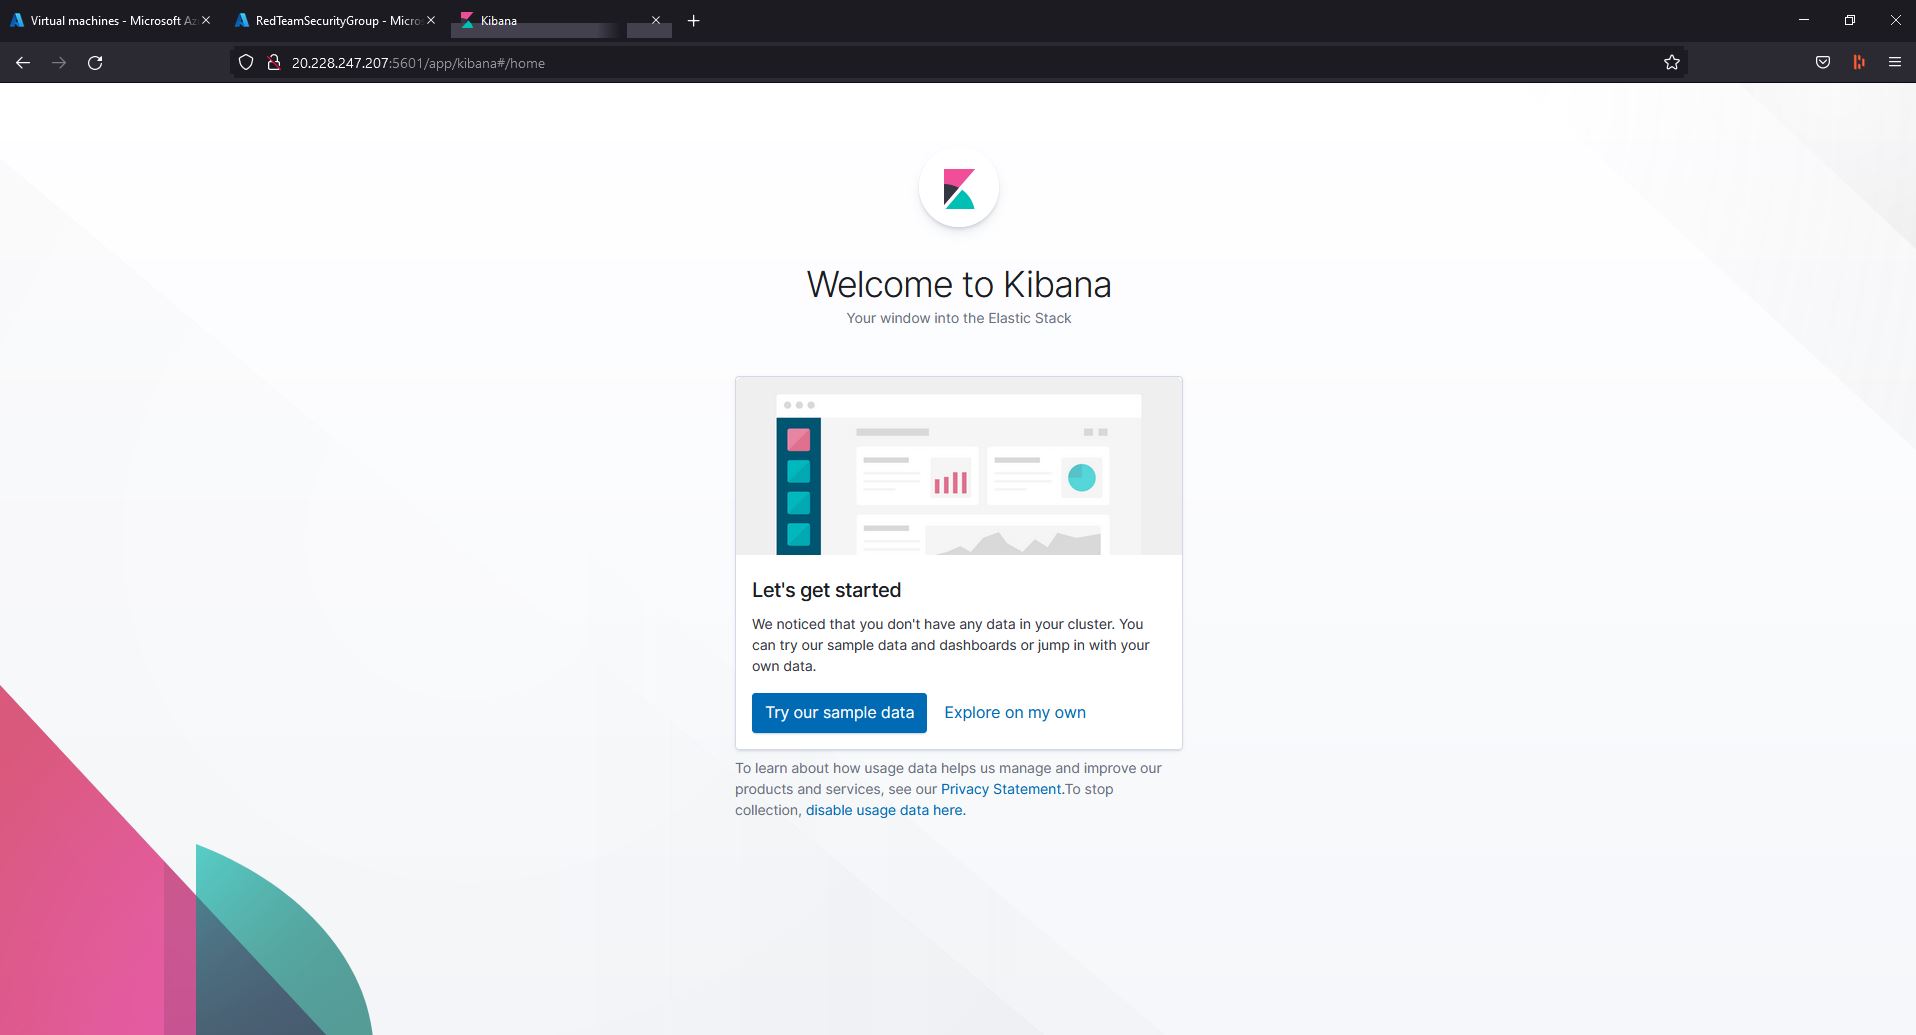 Virtual machines - Microsoft Az
RedTeamSecurityGroup - Micros
Kibana
20.228.247.207:5601/app/kibana#/home
Welcome to Kibana
Your window into the Elastic Stack
Let's get started
We noticed that you don't have any data in your cluster. You
can try our sample data and dashboards or jump in with your
own data.
Try our sample data
Explore on my own
To learn about how usage data helps us manage and improve our
products and services, see our Privacy Statement.To stop
collection, disable usage data here.